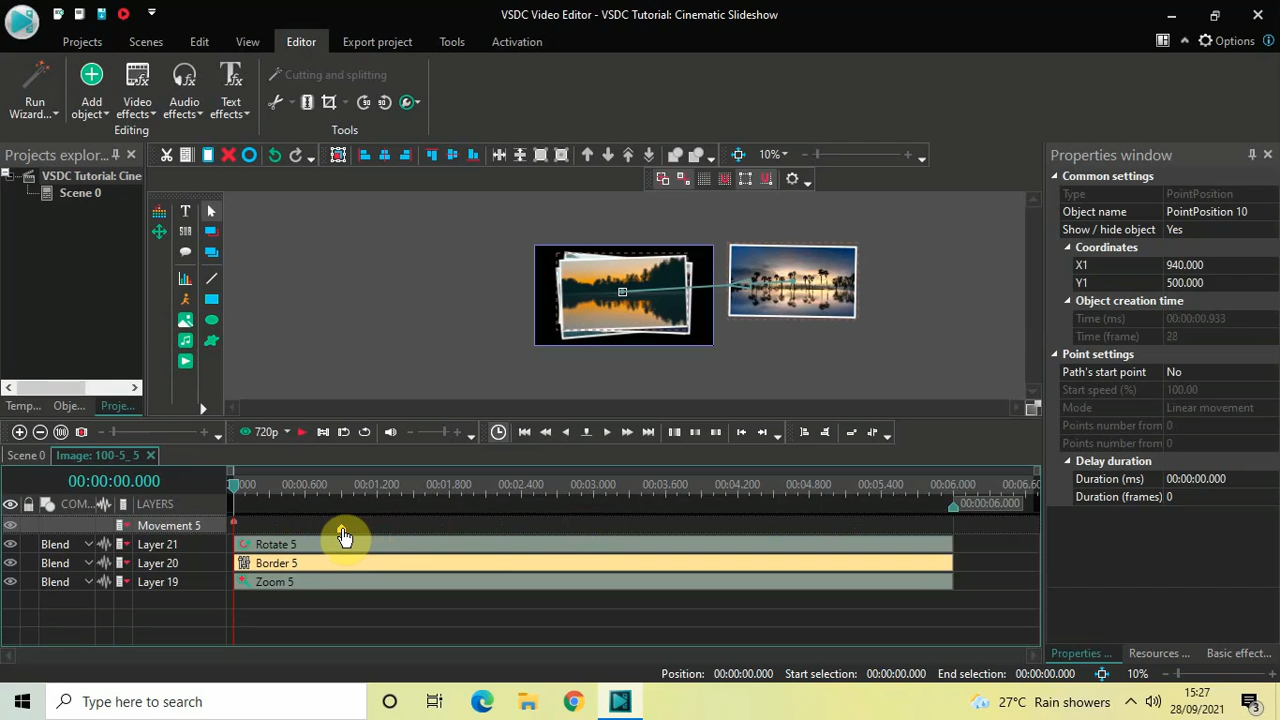 VSDC Video Editor - VSDC Tutorial: Cinematic Slideshow
Projects Scenes Edit View Editor Export project Tools Activation
Options
Run Wizard...
Add object
Video effects
Audio effects
Text effects
Editing
Cutting and splitting
Tools
Projects explor...
10%
Properties window
VSDC Tutorial: Cine
Scene 0
Common settings
Type PointPosition
Object name PointPosition 10
Show / hide object Yes
Coordinates
X1 940.000
Y1 500.000
Object creation time
Time (ms) 00:00:00.933
Time (frame) 28
Point settings
Path's start point No
Start speed (%) 100.00
Mode Linear movement
Points number from 0
Points number from 0
Delay duration
Duration (ms) 00:00:00.000
Duration (frames) 0
Temp... Obje... Proje...
720p
Scene 0 Image: 100-5_ 5
00:00:00.000
000 00:00.600 00:01.200 00:01.800 00:02.400 00:03.000 00:03.600 00:04.200 00:04.800 00:05.400 00:06.000 00:06.6
COM... LAYERS
00:00:06.000
Movement 5
Blend Layer 21 Rotate 5
Blend Layer 20 Border 5
Blend Layer 19 Zoom 5
Properties ... Resources ... Basic effect...
Position: 00:00:00.000 Start selection: 00:00:00.000 End selection: 00:00:00.000 10%
Type here to search
27°C Rain showers
15:27
28/09/2021
3